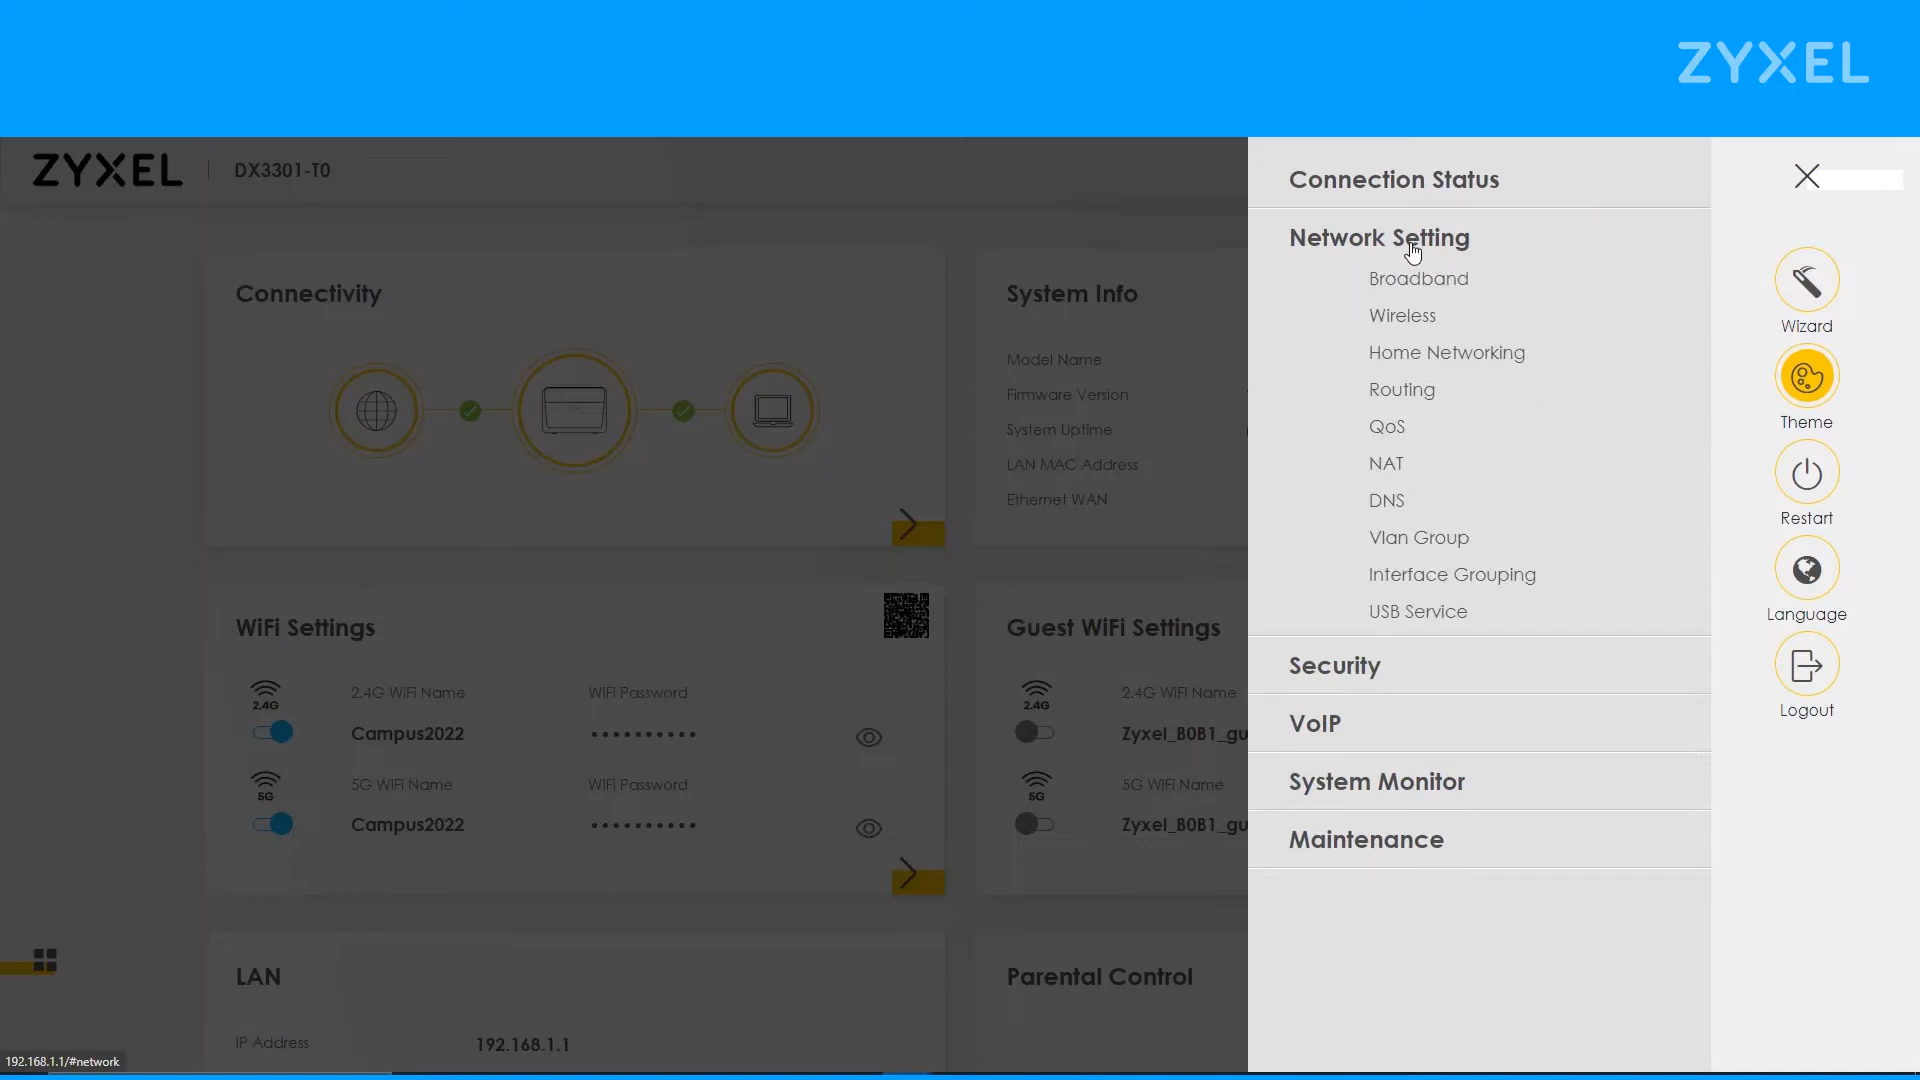 ZYXEL
ZYXEL | DX3301-T0
Connectivity
System Info
Model Name
Firmware Version
System Uptime
LAN MAC Address
Ethernet WAN
WiFi Settings
2.4G
2.4G WiFi Name
WiFi Password
Campus2022
••••••••••
5G
5G WiFi Name
WiFi Password
Campus2022
••••••••••
Guest WiFi Settings
2.4G
2.4G WiFi Name
Zyxel_B0B1_gu
5G
5G WiFi Name
Zyxel_B0B1_gu
LAN
IP Address
192.168.1.1
Parental Control
Connection Status
Network Setting
Broadband
Wireless
Home Networking
Routing
QoS
NAT
DNS
Vlan Group
Interface Grouping
USB Service
Security
VoIP
System Monitor
Maintenance
Wizard
Theme
Restart
Language
Logout
192.168.1.1/#network